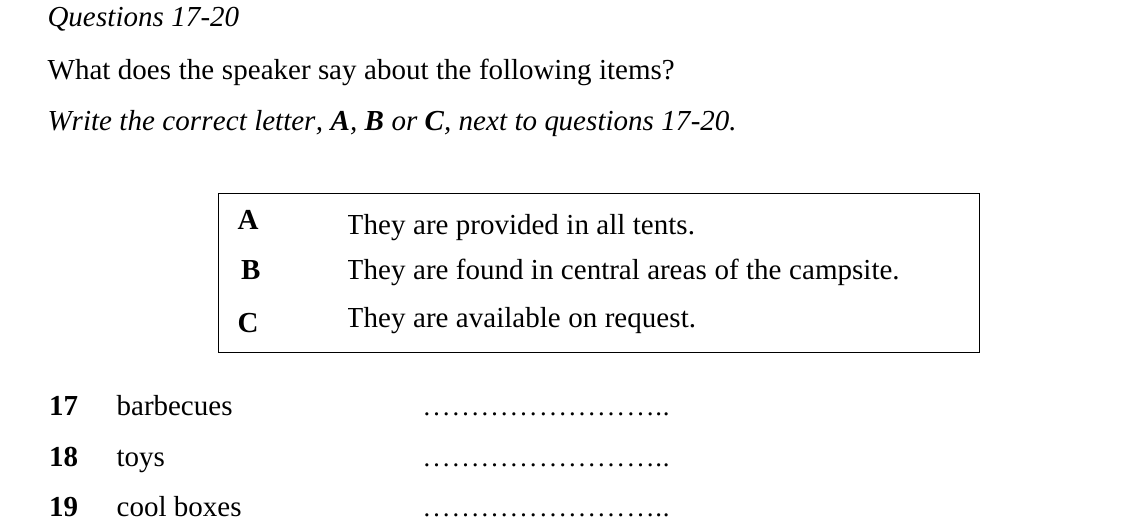 Questions 17-20
What does the speaker say about the following items?
Write the correct letter, A, B or C, next to questions 17-20.
A They are provided in all tents.
B They are found in central areas of the campsite.
C They are available on request.
17 barbecues ……………………..
18 toys ……………………..
19 cool boxes ……………………..